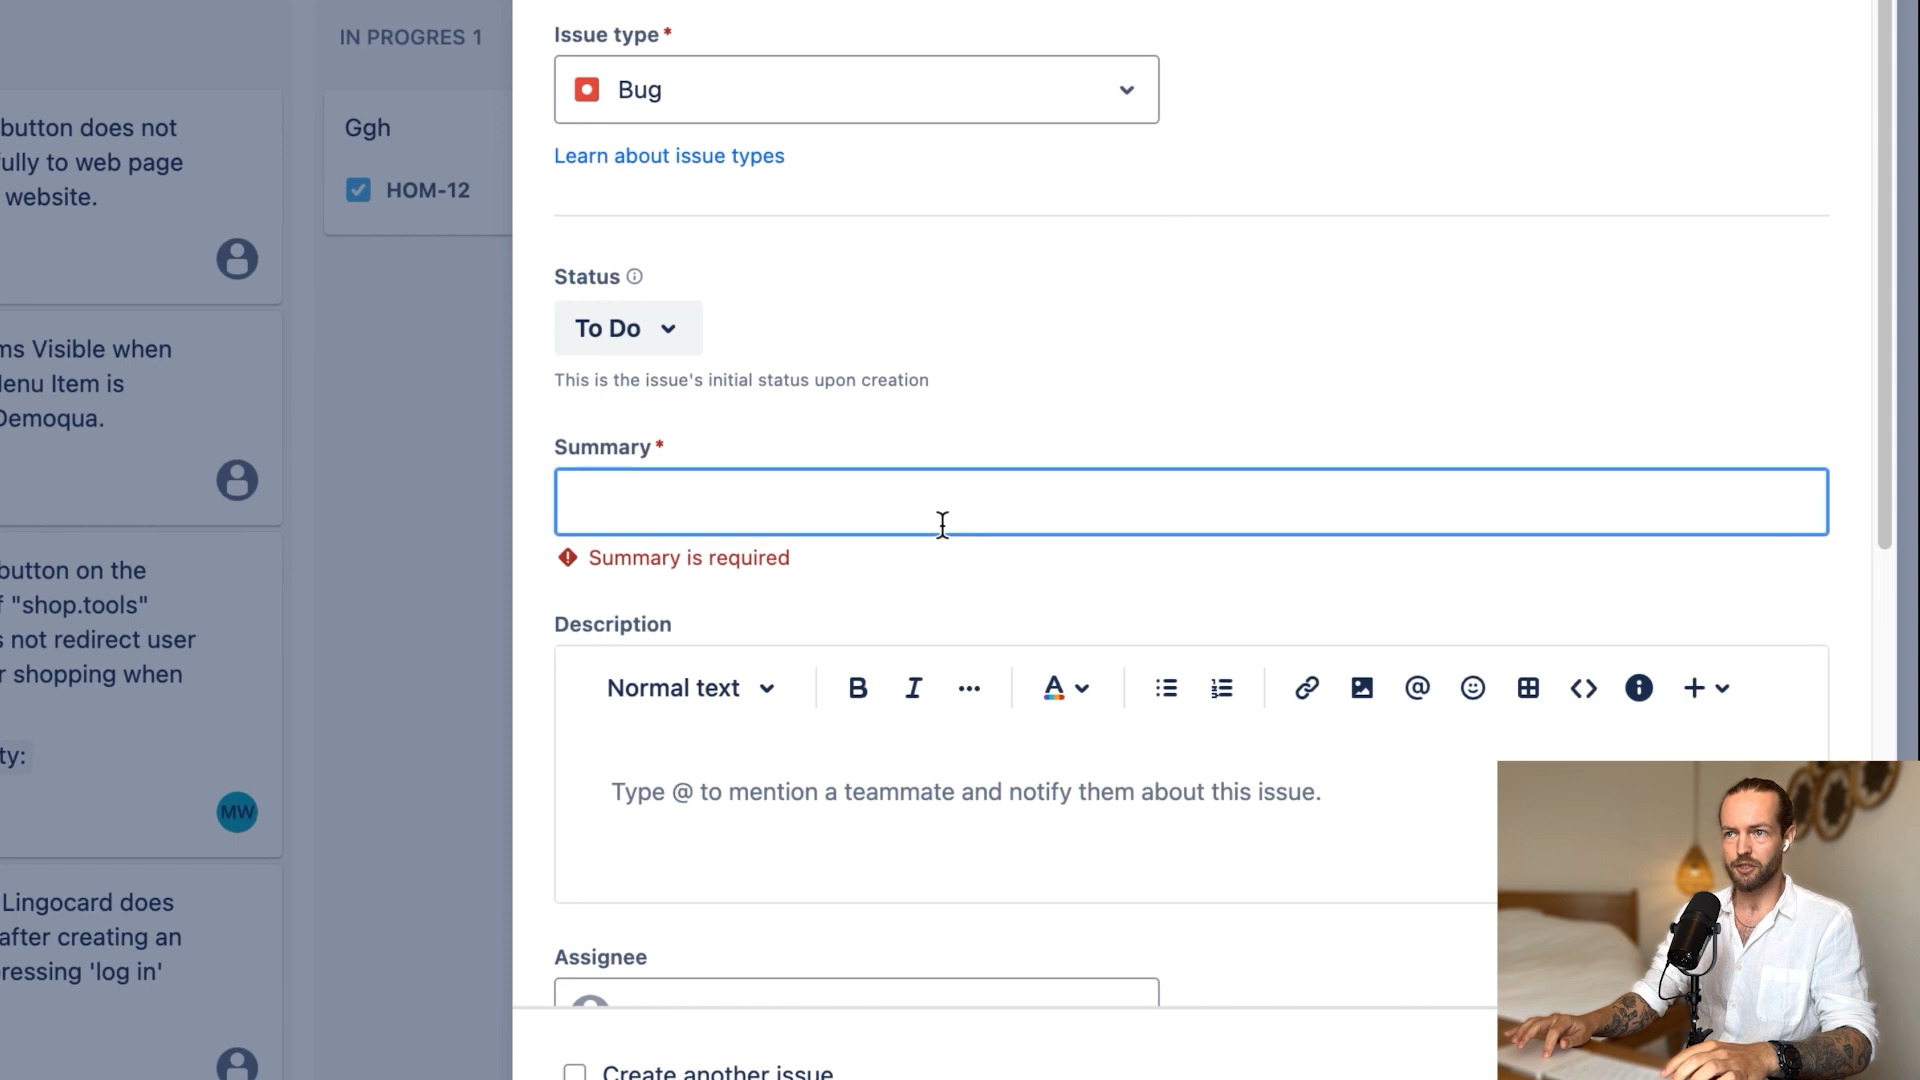 IN PROGRES 1
button does not
fully to web page
website.
Ggh
HOM-12
ms Visible when
Menu Item is
Demoqua.
button on the
f "shop.tools"
s not redirect user
r shopping when
ty:
MW
Lingocard does
after creating an
ressing 'log in'
Issue type *
Bug
Learn about issue types
Status
To Do
This is the issue's initial status upon creation
Summary *
Summary is required
Description
Normal text
B I ... A @ <> i +
Type @ to mention a teammate and notify them about this issue.
Assignee
Create another issue